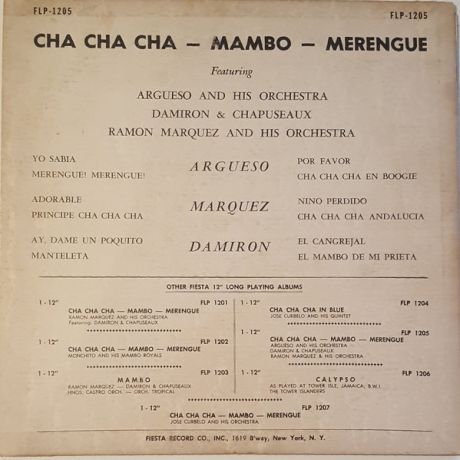 FLP-1205 FLP-1205
CHA CHA CHA — MAMBO — MERENGUE
Featuring
ARGUESO AND HIS ORCHESTRA
DAMIRON & CHAPUSEAUX
RAMON MARQUEZ AND HIS ORCHESTRA
YO SABIA
MERENGUE! MERENGUE!
ARGUESO
POR FAVOR
CHA CHA CHA EN BOOGIE
ADORABLE
PRINCIPE CHA CHA CHA
MARQUEZ
NINO PERDIDO
CHA CHA CHA ANDALUCIA
AY, DAME UN POQUITO
MANTELETA
DAMIRON
EL CANGREJAL
EL MAMBO DE MI PRIETA
OTHER FIESTA 12" LONG PLAYING ALBUMS
1 - 12" FLP 1201
CHA CHA CHA — MAMBO — MERENGUE
RAMON MARQUEZ AND HIS ORCHESTRA
Featuring: DAMIRON & CHAPUSEAUX
1 - 12" FLP 1202
CHA CHA CHA — MAMBO — MERENGUE
MONCHITO AND HIS MAMBO ROYALS
1 - 12" FLP 1203
MAMBO
RAMON MARQUEZ — DAMIRON & CHAPUSEAUX
HNOS. CASTRO ORCH. — ORCH. TROPICAL
1 - 12" FLP 1204
CHA CHA CHA IN BLUE
JOSE CURBELO AND HIS QUINTET
1 - 12" FLP 1205
CHA CHA CHA — MAMBO — MERENGUE
ARGUESO AND HIS ORCHESTRA —
DAMIRON & CHAPUSEAUX
RAMON MARQUEZ & HIS ORCHESTRA
1 - 12" FLP 1206
CALYPSO
AS PLAYED AT TOWER ISLE, JAMAICA, B.W.I.
THE TOWER ISLANDERS
1 - 12" FLP 1207
CHA CHA CHA — MAMBO — MERENGUE
JOSE CURBELO AND HIS ORCHESTRA
FIESTA RECORD CO., INC., 1619 B'wey, New York, N. Y.